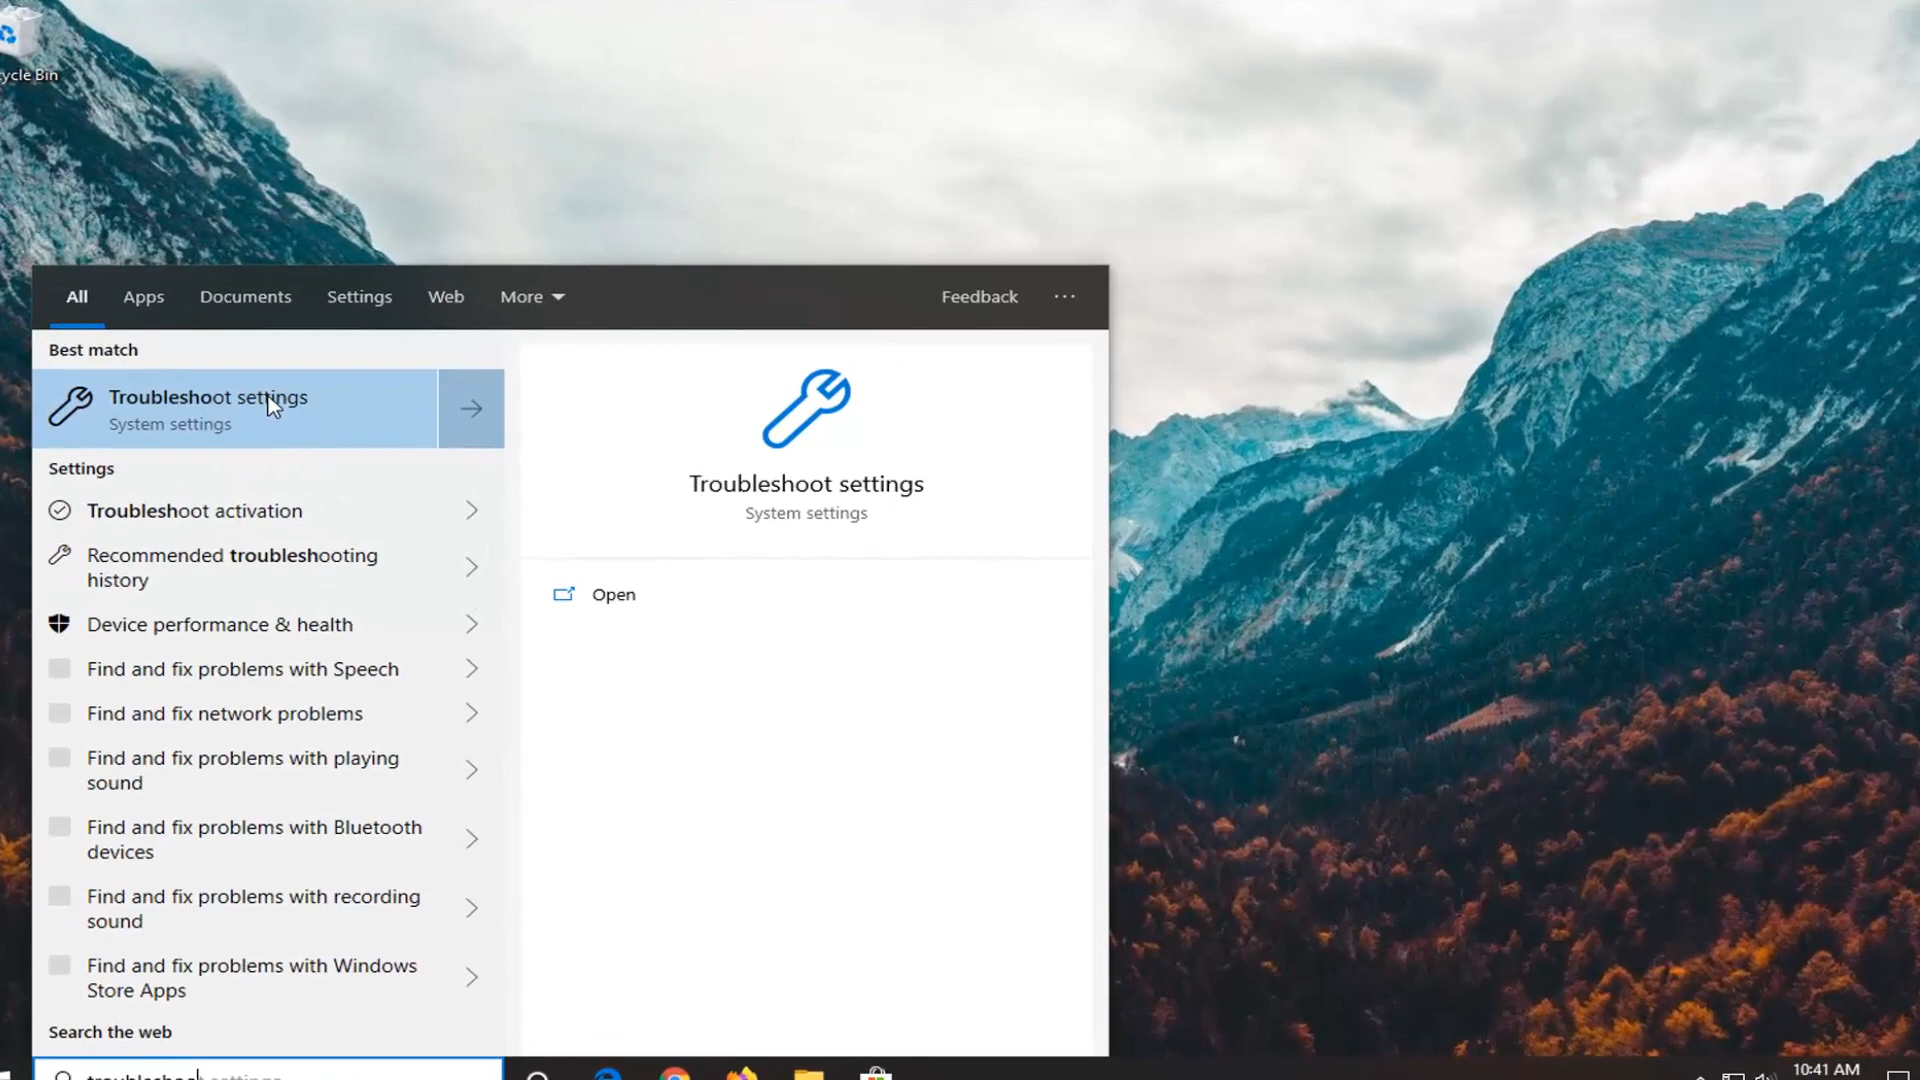 ycle Bin
All Apps Documents Settings Web More Feedback ...
Best match
Troubleshoot settings
System settings
Settings
Troubleshoot activation
Recommended troubleshooting
history
Device performance & health
Find and fix problems with Speech
Find and fix network problems
Find and fix problems with playing
sound
Find and fix problems with Bluetooth
devices
Find and fix problems with recording
sound
Find and fix problems with Windows
Store Apps
Search the web
troubleshoot settings
Troubleshoot settings
System settings
Open
10:41 AM